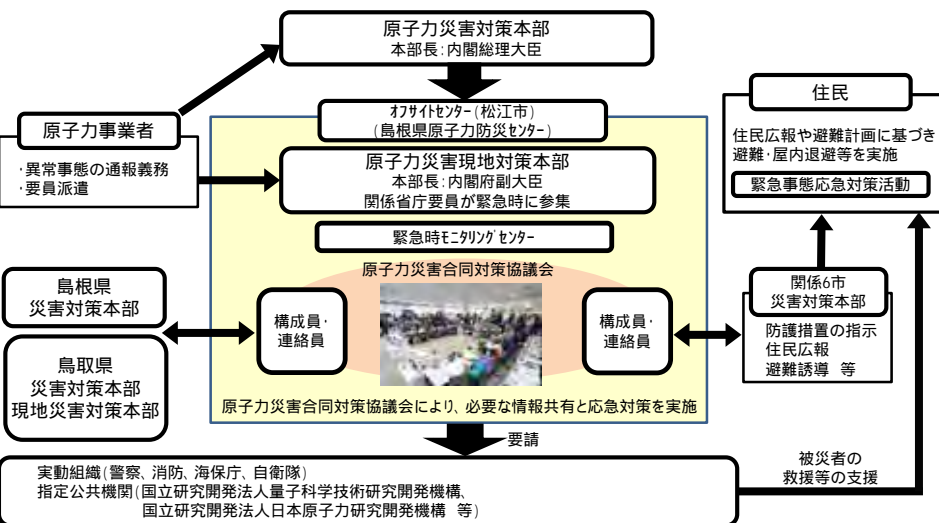 原子力災害対策本部
本部長:内閣総理大臣
オフサイトセンター(松江市)
(島根県原子力防災センター)
原子力事業者
・異常事態の通報義務
・要員派遣
原子力災害現地対策本部
本部長:内閣府副大臣
関係省庁要員が緊急時に参集
緊急時モニタリングセンター
原子力災害合同対策協議会
構成員・
連絡員
構成員・
連絡員
原子力災害合同対策協議会により、必要な情報共有と応急対策を実施
島根県
災害対策本部
鳥取県
災害対策本部
現地災害対策本部
住民
住民広報や避難計画に基づき
避難・屋内退避等を実施
緊急事態応急対策活動
関係6市
災害対策本部
防護措置の指示
住民広報
避難誘導 等
要請
実動組織(警察、消防、海保庁、自衛隊)
指定公共機関(国立研究開発法人量子科学技術研究開発機構、
国立研究開発法人日本原子力研究開発機構 等)
被災者の
救援等の支援